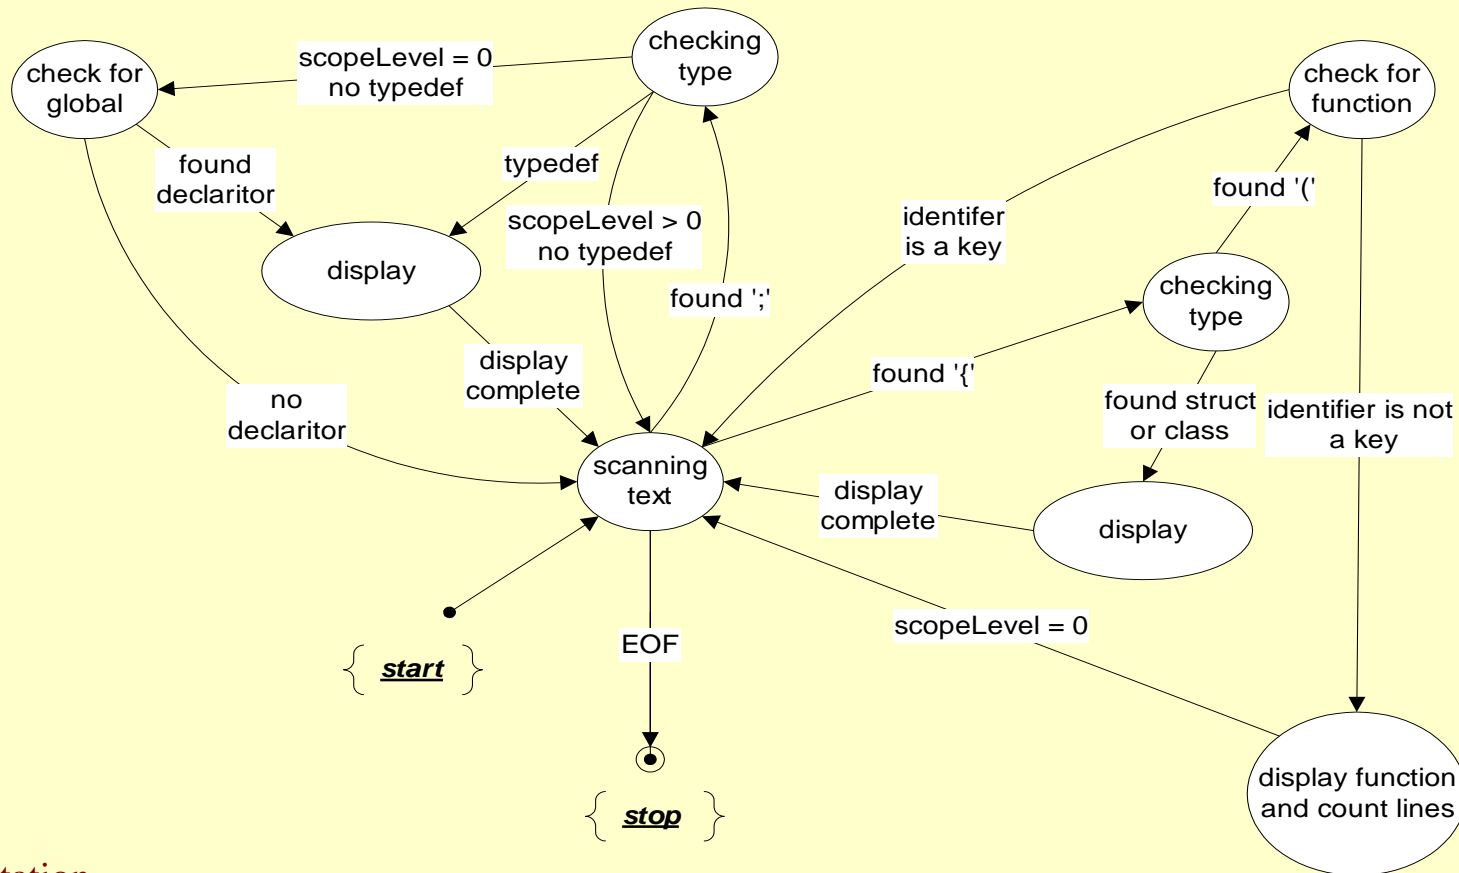 checking
type
scopeLevel = 0
no typedef
check for
global
check for
function
found
declaritor
typedef
found '('
identifer
is a key
scopeLevel > 0
no typedef
display
checking
type
found ';'
display
complete
found '{'
no
declaritor
found struct
or class
identifier is not
a key
scanning
text
display
complete
display
scopeLevel = 0
EOF
{ start }
display function
and count lines
{ stop }